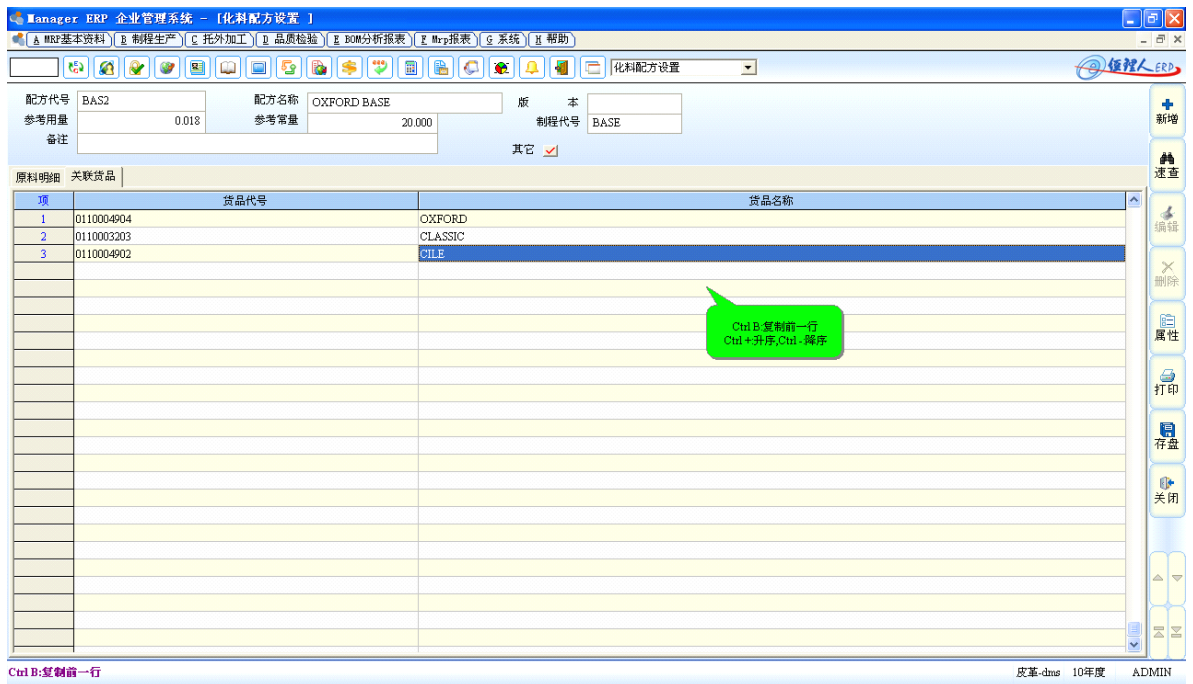 Manager ERP 企业管理系统 - [化料配方设置 ]
A MRP基本资料 B 制程生产 C 托外加工 D 品质检验 E BOM分析报表 F Mrp报表 G 系统 H 帮助
化料配方设置
経理人ERP
配方代号 BAS2 配方名称 OXFORD BASE 版 本
参考用量 0.018 参考常量 20.000 制程代号 BASE
备注
其它
原料明细 关联货品
项 货品代号 货品名称
1 0110004904 OXFORD
2 0110003203 CLASSIC
3 0110004902 CILE
Ctrl B:复制前一行
Ctrl +:升序,Ctrl - 降序
新增
速查
编辑
删除
属性
打印
存盘
关闭
Ctrl B:复制前一行 皮革-dms 10年度 ADMIN